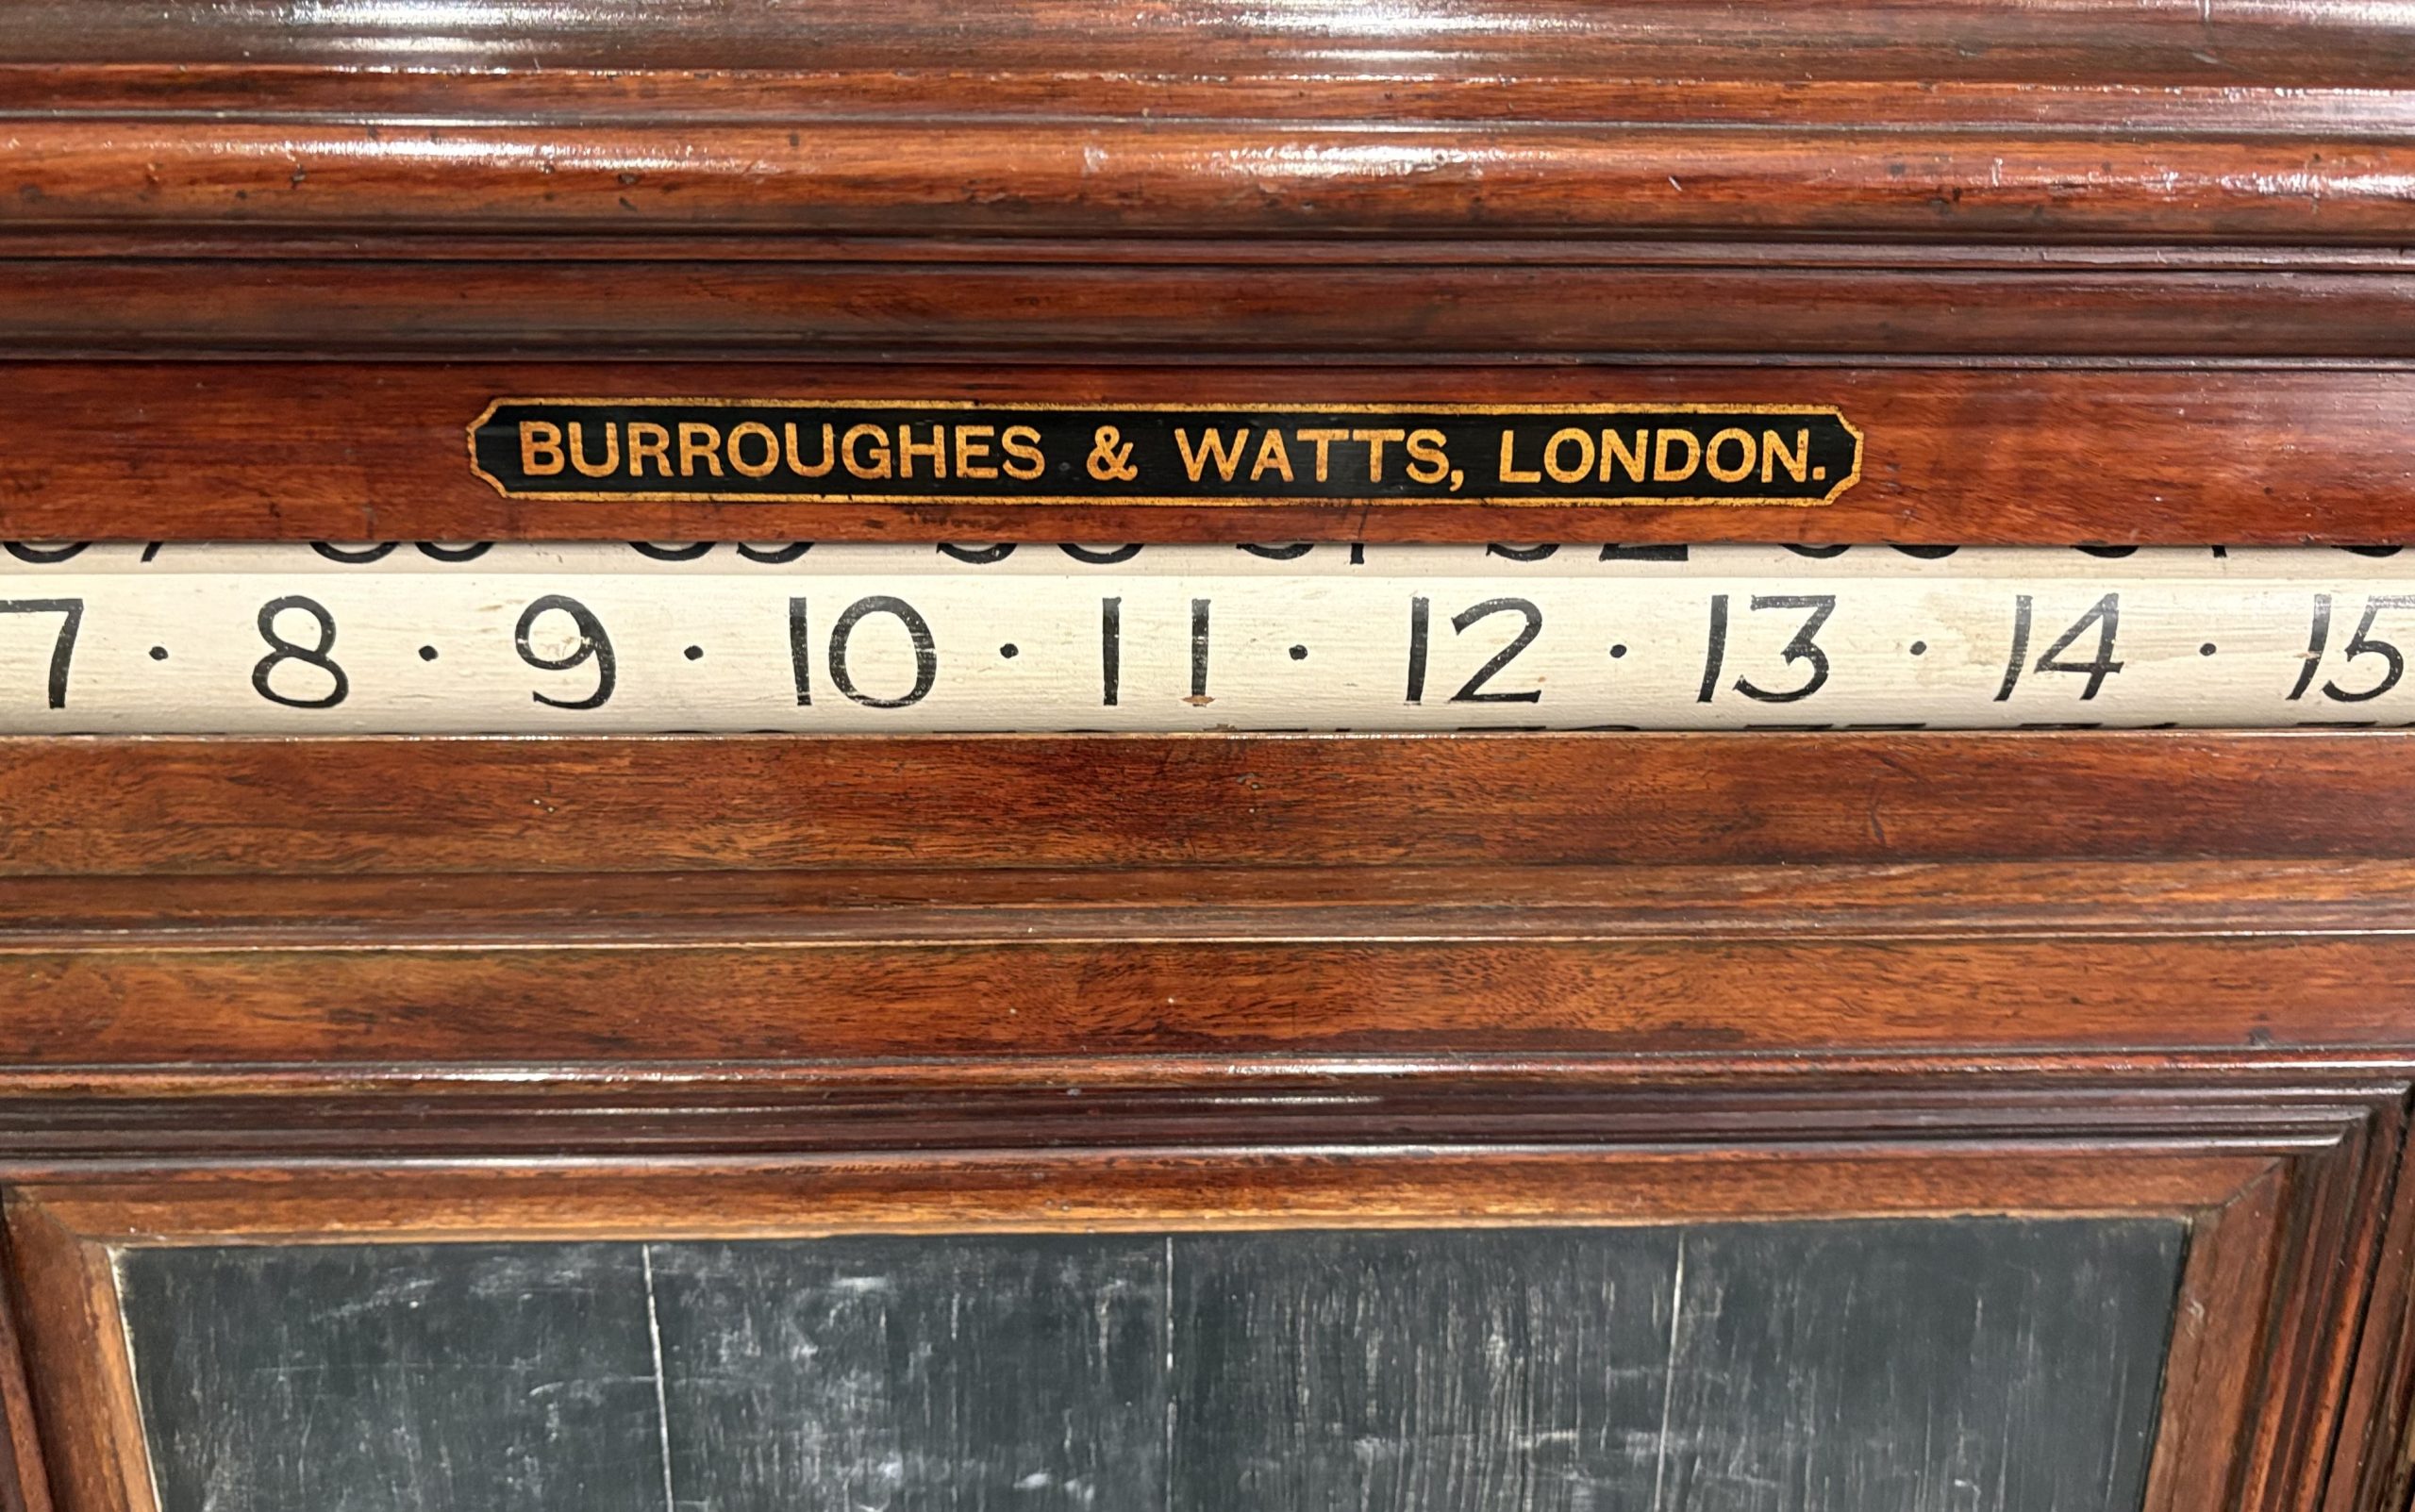 BURROUGHES & WATTS, LONDON.
7 · 8 · 9 · 10 · 11 · 12 · 13 · 14 · 15